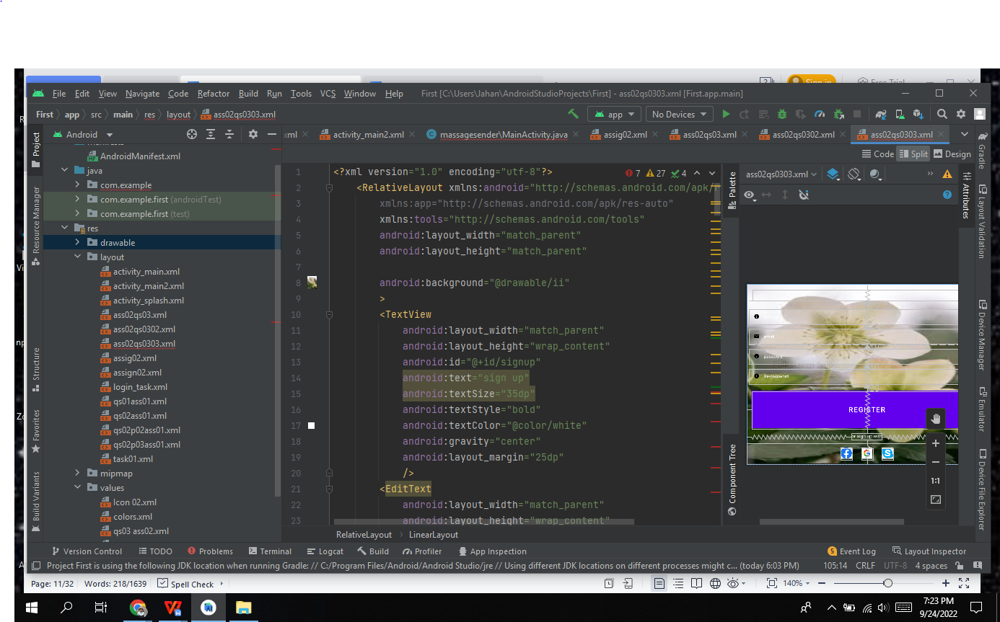 Sign in
Free Trial
File Edit View Navigate Code Refactor Build Run Tools VCS Window Help First [C:\Users\Jahan\AndroidStudioProjects\First] - ass02qs0303.xml [First.app.main]
First app src main res layout ass02qs0303.xml app No Devices
Android .xml activity_main2.xml massagesender\MainActivity.java assig02.xml ass02qs03.xml ass02qs0302.xml ass02qs0303.xml
Code Split Design
Project
Resource Manager
Structure
Favorites
Build Variants
manifests
AndroidManifest.xml
java
com.example
com.example.first (androidTest)
com.example.first (test)
res
drawable
layout
activity_main.xml
activity_main2.xml
activity_splash.xml
ass02qs03.xml
ass02qs0302.xml
ass02qs0303.xml
assig02.xml
assign02.xml
login_task.xml
qs01ass01.xml
qs02ass01.xml
qs02p02ass01.xml
qs02p03ass01.xml
task01.xml
mipmap
values
Icon 02.xml
colors.xml
qs03 ass02.xml
7 27 4
1 <?xml version="1.0" encoding="utf-8"?>
2 <RelativeLayout xmlns:android="http://schemas.android.com/apk/
3 xmlns:app="http://schemas.android.com/apk/res-auto"
4 xmlns:tools="http://schemas.android.com/tools"
5 android:layout_width="match_parent"
6 android:layout_height="match_parent"
7
8 android:background="@drawable/ii"
9 >
10 <TextView
11 android:layout_width="match_parent"
12 android:layout_height="wrap_content"
13 android:id="@+id/signup"
14 android:text="sign up"
15 android:textSize="35dp"
16 android:textStyle="bold"
17 android:textColor="@color/white"
18 android:gravity="center"
19 android:layout_margin="25dp"
20 />
21 <EditText
22 android:layout_width="match_parent"
23 android:layout_height="wrap_content"
RelativeLayout LinearLayout
Palette
Component Tree
ass02qs0303.xml
Attributes
email
password
Re-password
REGISTER
or sign up with
1:1
Gradle
Layout Validation
Device Manager
Emulator
Device File Explorer
Version Control TODO Problems Terminal Logcat Build Profiler App Inspection 5 Event Log Layout Inspector
Project First is using the following JDK location when running Gradle: // C:/Program Files/Android/Android Studio/jre // Using different JDK locations on different processes might c... (today 6:03 PM) 105:14 CRLF UTF-8 4 spaces
Page: 11/32 Words: 218/1639 Spell Check 140%
7:23 PM
9/24/2022